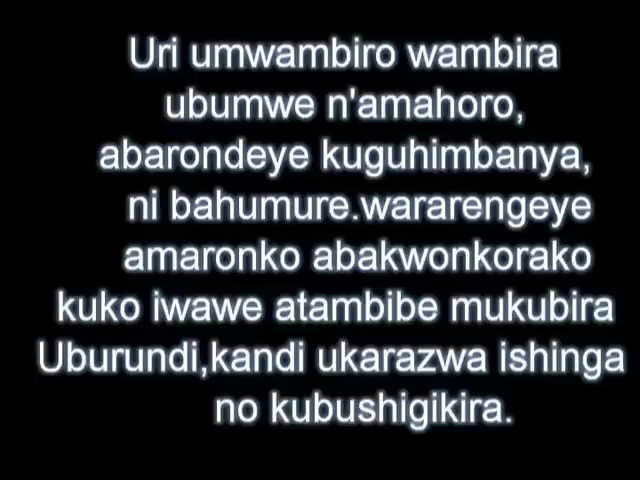 Uri umwambiro wambira
ubumwe n'amahoro,
abarondeye kuguhimbanya,
ni bahumure.wararengeye
amaronko abakwonkorako
kuko iwawe atambibe mukubira
Uburundi,kandi ukarazwa ishinga
no kubushigikira.